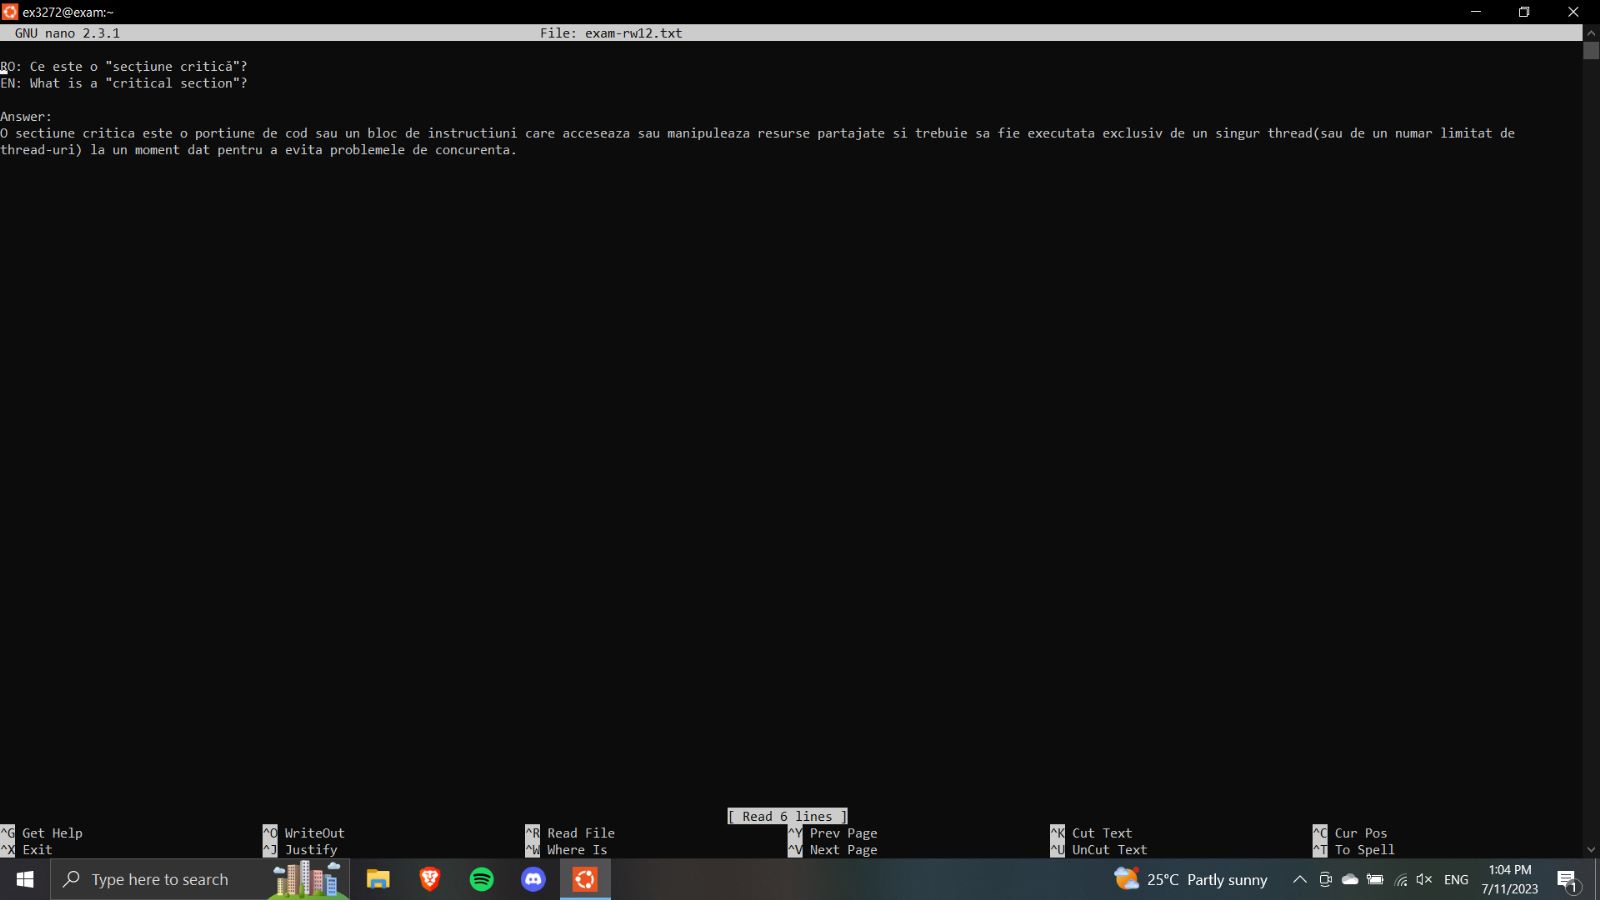 ex3272@exam:~
GNU nano 2.3.1 File: exam-rw12.txt
RO: Ce este o "secțiune critică"?
EN: What is a "critical section"?
Answer:
O sectiune critica este o portiune de cod sau un bloc de instructiuni care acceseaza sau manipuleaza resurse partajate si trebuie sa fie executata exclusiv de un singur thread(sau de un numar limitat de
thread-uri) la un moment dat pentru a evita problemele de concurenta.
[ Read 6 lines ]
^G Get Help ^O WriteOut ^R Read File ^Y Prev Page ^K Cut Text ^C Cur Pos
^X Exit ^J Justify ^W Where Is ^V Next Page ^U UnCut Text ^T To Spell
Type here to search 25°C Partly sunny ENG 1:04 PM
7/11/2023 1